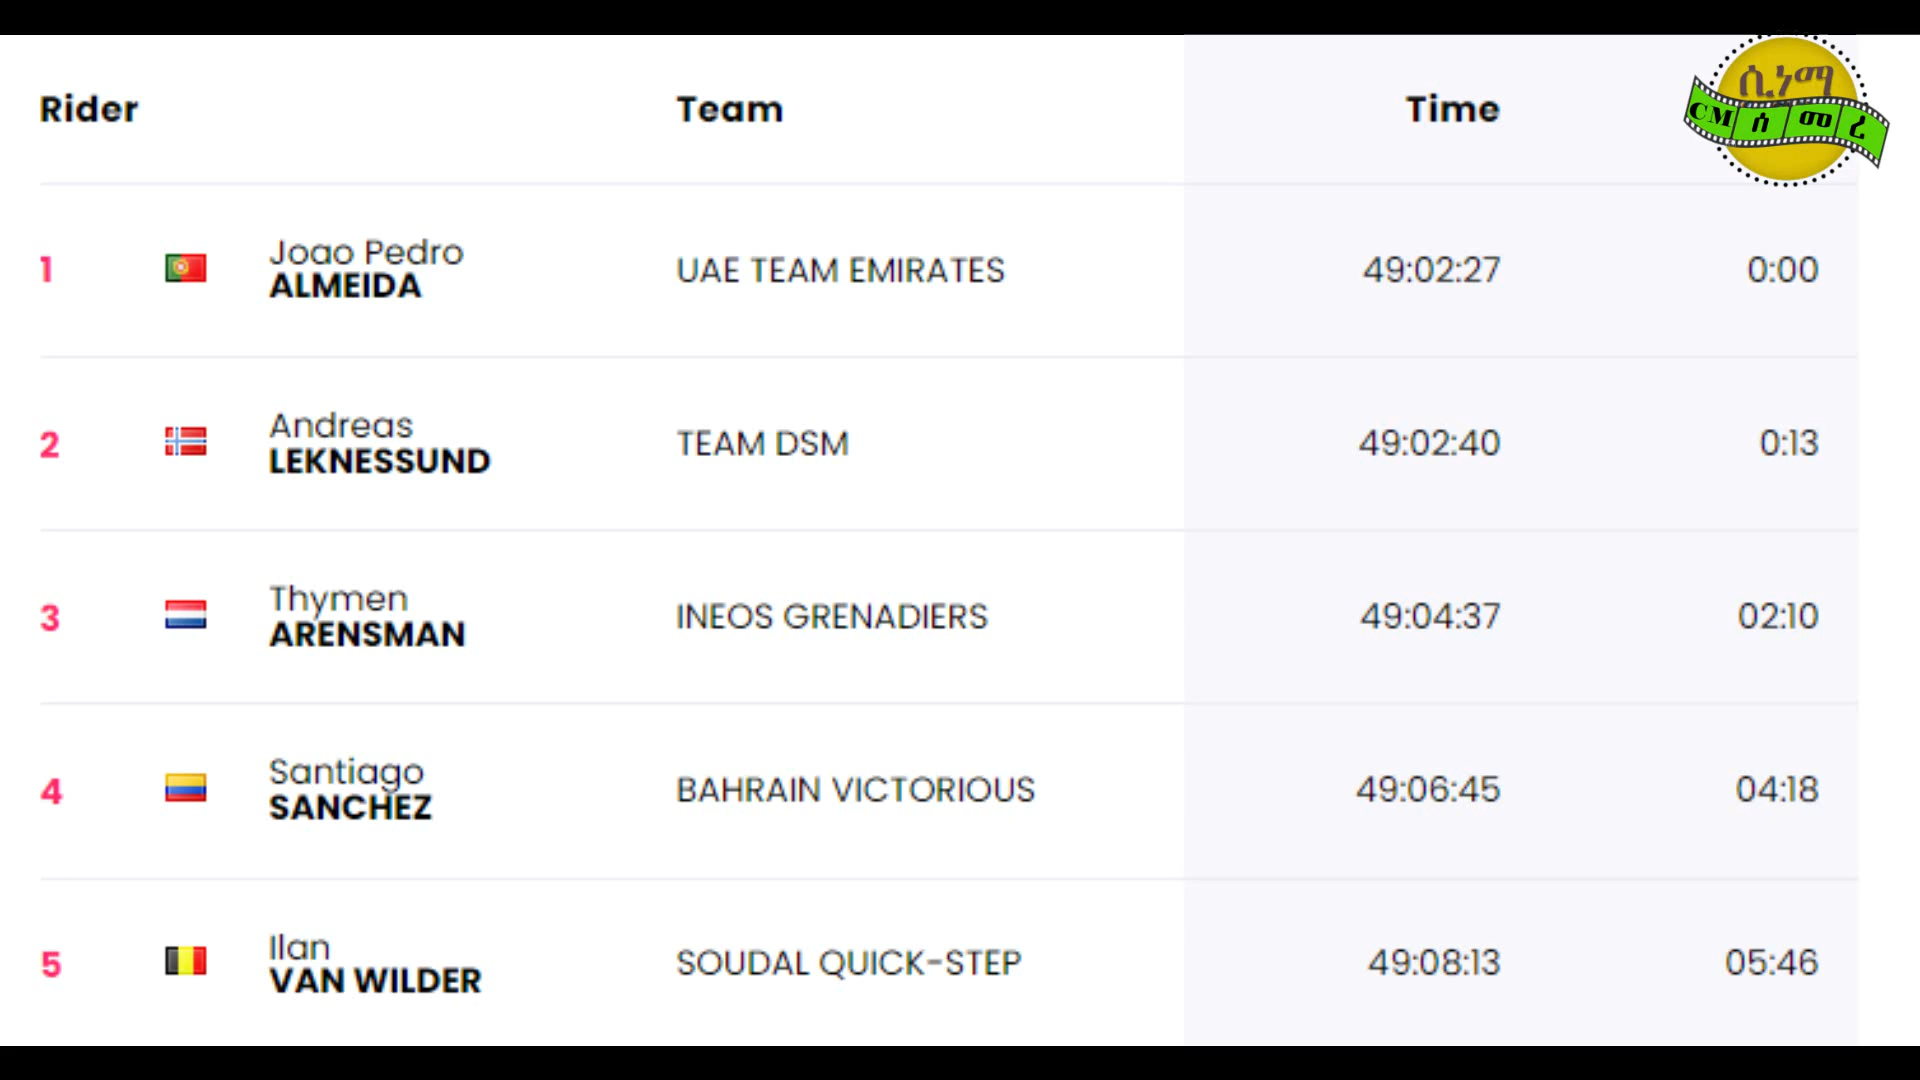 Rider Team Time
ሲ.ነማ
CM ሰ መ ረ
1 Joao Pedro
ALMEIDA UAE TEAM EMIRATES 49:02:27 0:00
2 Andreas
LEKNESSUND TEAM DSM 49:02:40 0:13
3 Thymen
ARENSMAN INEOS GRENADIERS 49:04:37 02:10
4 Santiago
SANCHEZ BAHRAIN VICTORIOUS 49:06:45 04:18
5 Ilan
VAN WILDER SOUDAL QUICK-STEP 49:08:13 05:46